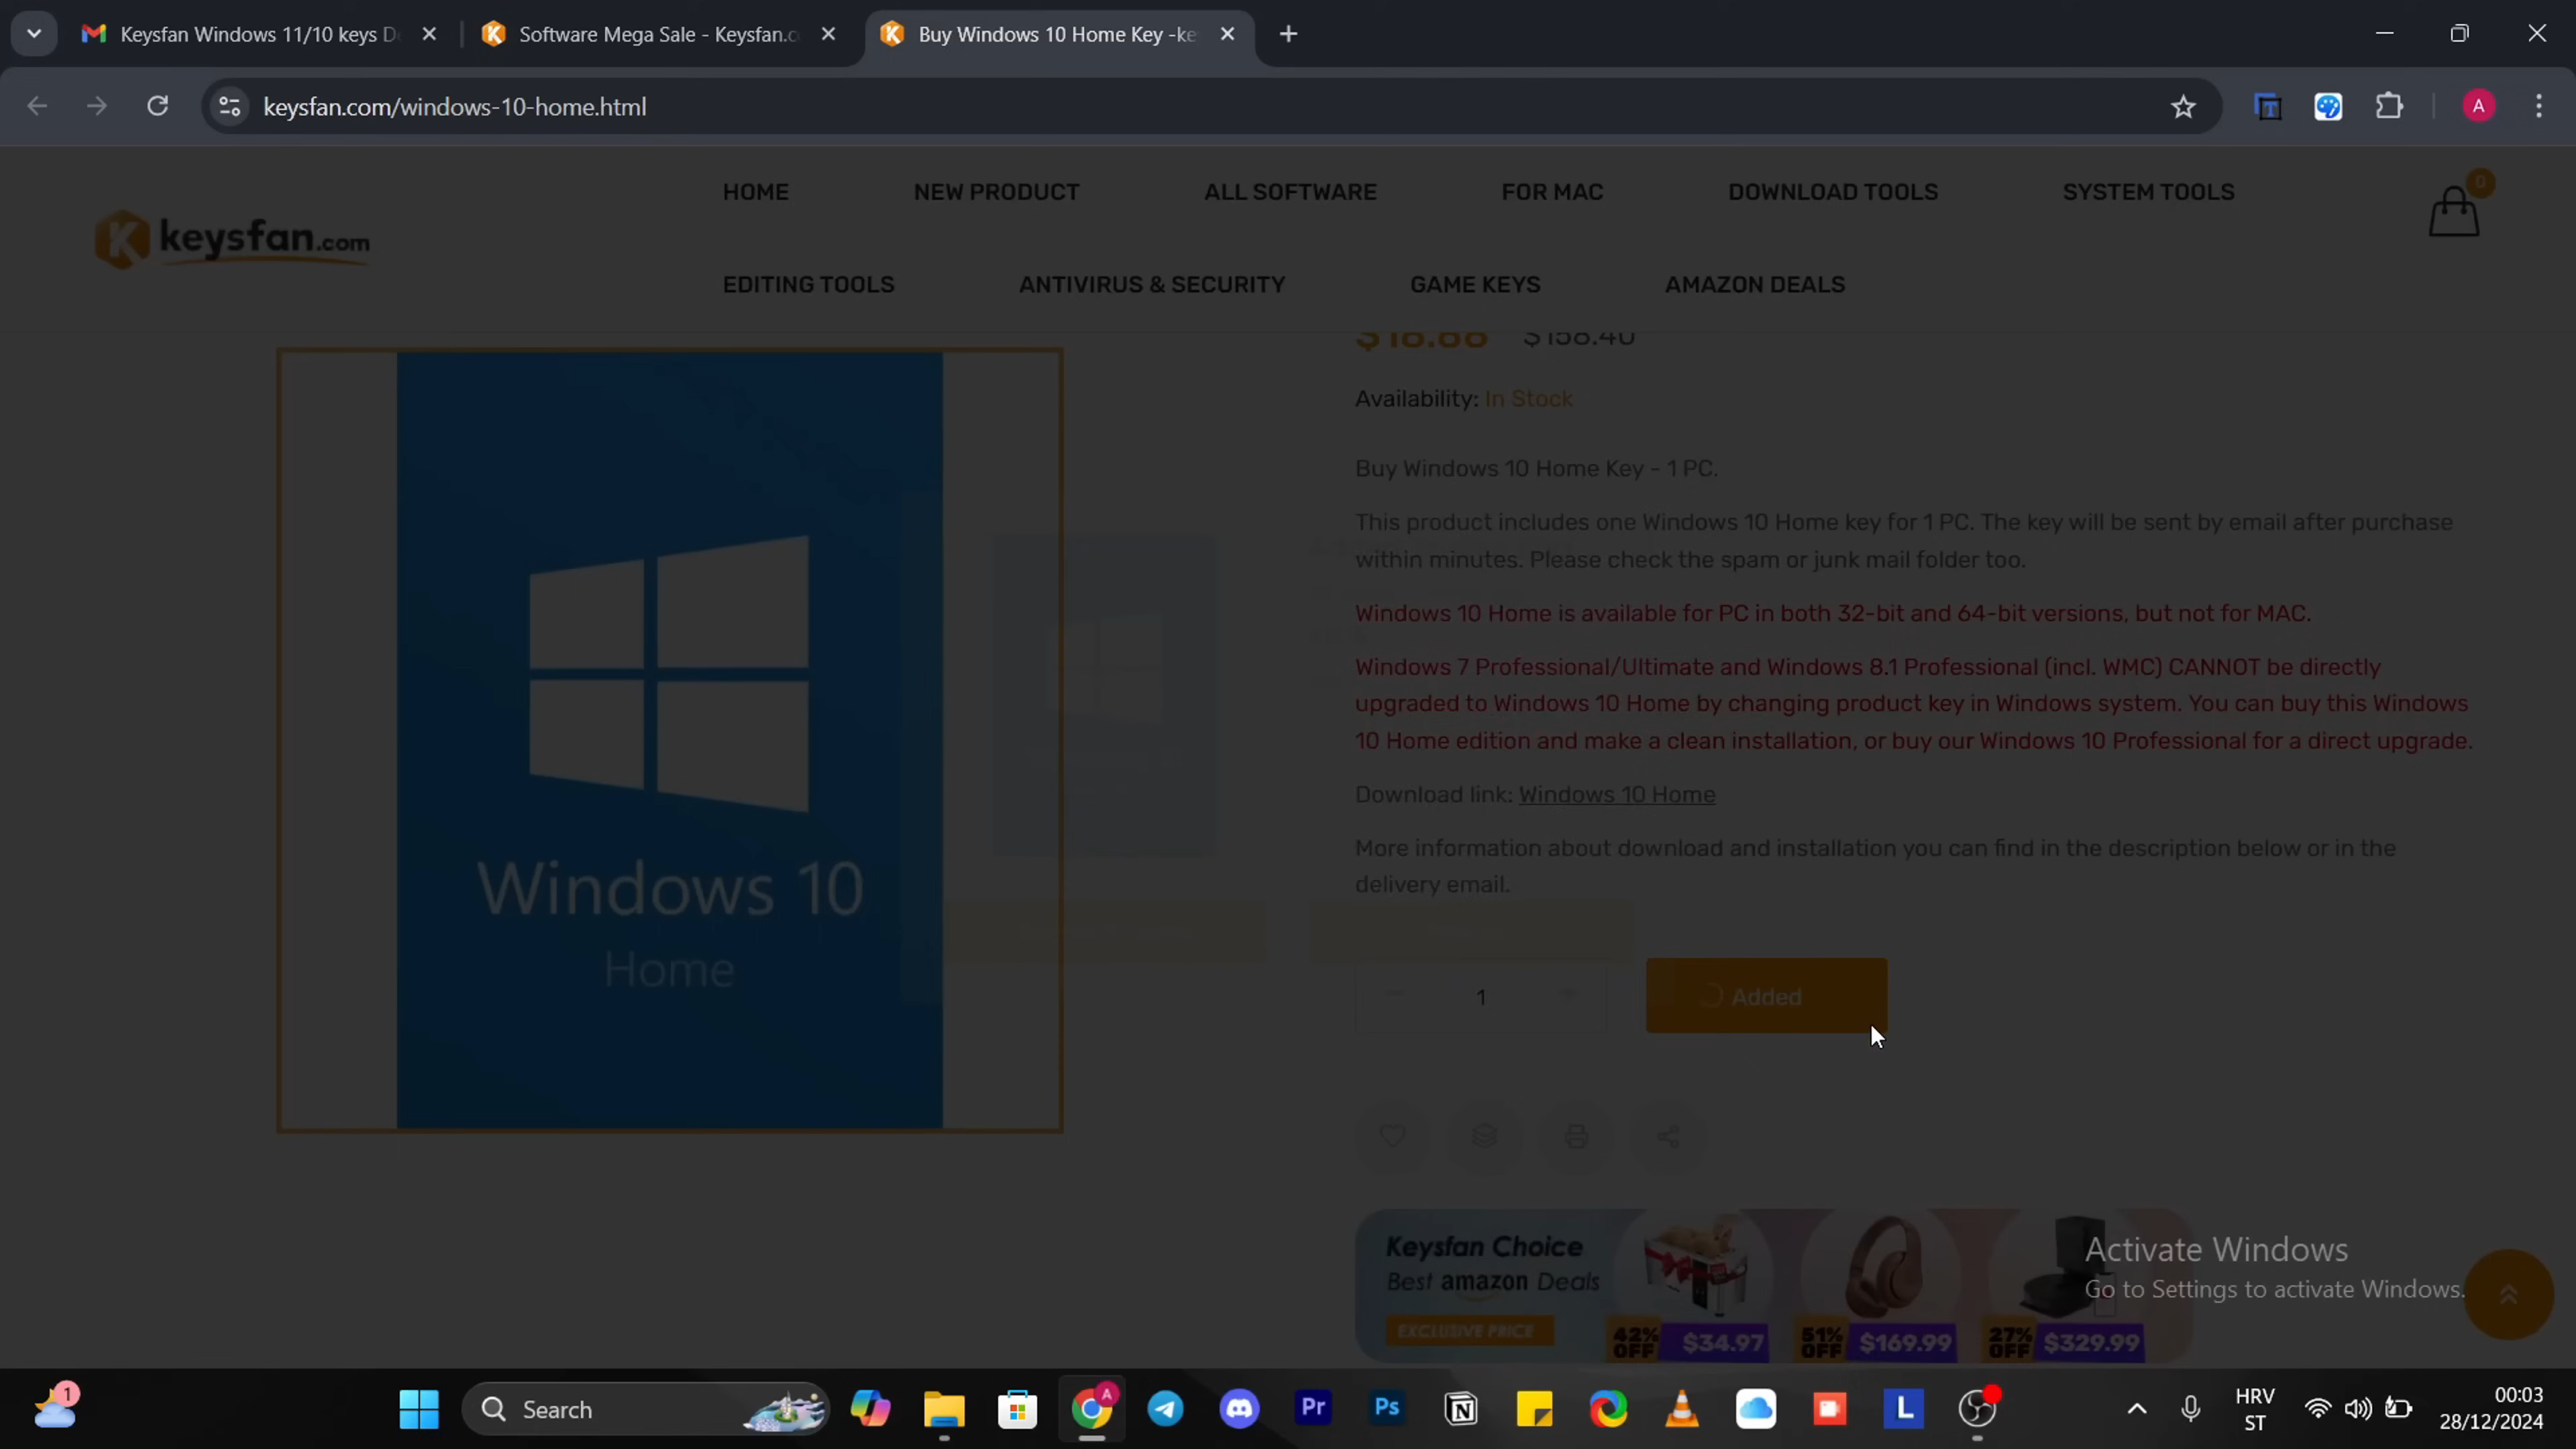 Keysfan Windows 11/10 keys D
Software Mega Sale - Keysfan.c
Buy Windows 10 Home Key -ke
keysfan.com/windows-10-home.html
A
keysfan.com
HOME
NEW PRODUCT
ALL SOFTWARE
FOR MAC
DOWNLOAD TOOLS
SYSTEM TOOLS
0
EDITING TOOLS
ANTIVIRUS & SECURITY
GAME KEYS
AMAZON DEALS
$18.88 $158.40
Availability: In Stock
Buy Windows 10 Home Key - 1 PC.
This product includes one Windows 10 Home key for 1 PC. The key will be sent by email after purchase
within minutes. Please check the spam or junk mail folder too.
Windows 10 Home is available for PC in both 32-bit and 64-bit versions, but not for MAC.
Windows 7 Professional/Ultimate and Windows 8.1 Professional (incl. WMC) CANNOT be directly
upgraded to Windows 10 Home by changing product key in Windows system. You can buy this Windows
10 Home edition and make a clean installation, or buy our Windows 10 Professional for a direct upgrade.
Download link: Windows 10 Home
More information about download and installation you can find in the description below or in the
delivery email.
Windows 10
Home
1
Added
Keysfan Choice
Best amazon Deals
EXCLUSIVE PRICE
42% OFF $34.97
51% OFF $169.99
27% OFF $329.99
Activate Windows
Go to Settings to activate Windows.
1
Search
A
Pr
Ps
L
HRV
ST
00:03
28/12/2024